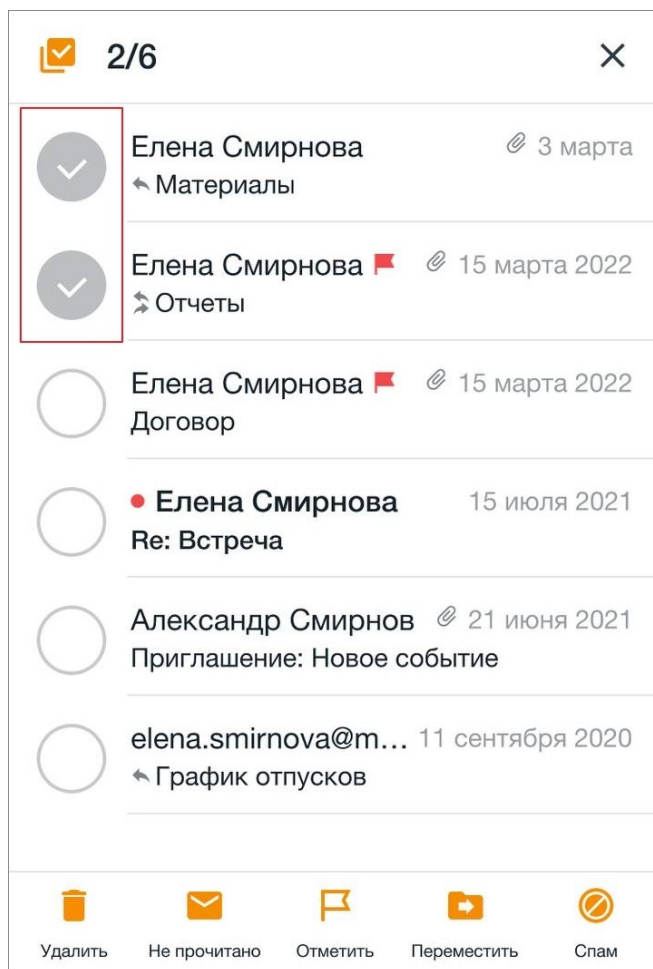 2/6
Елена Смирнова 3 марта
Материалы
Елена Смирнова 15 марта 2022
Отчеты
Елена Смирнова 15 марта 2022
Договор
Елена Смирнова 15 июля 2021
Re: Встреча
Александр Смирнов 21 июня 2021
Приглашение: Новое событие
elena.smirnova@m... 11 сентября 2020
График отпусков
Удалить Не прочитано Отметить Переместить Спам